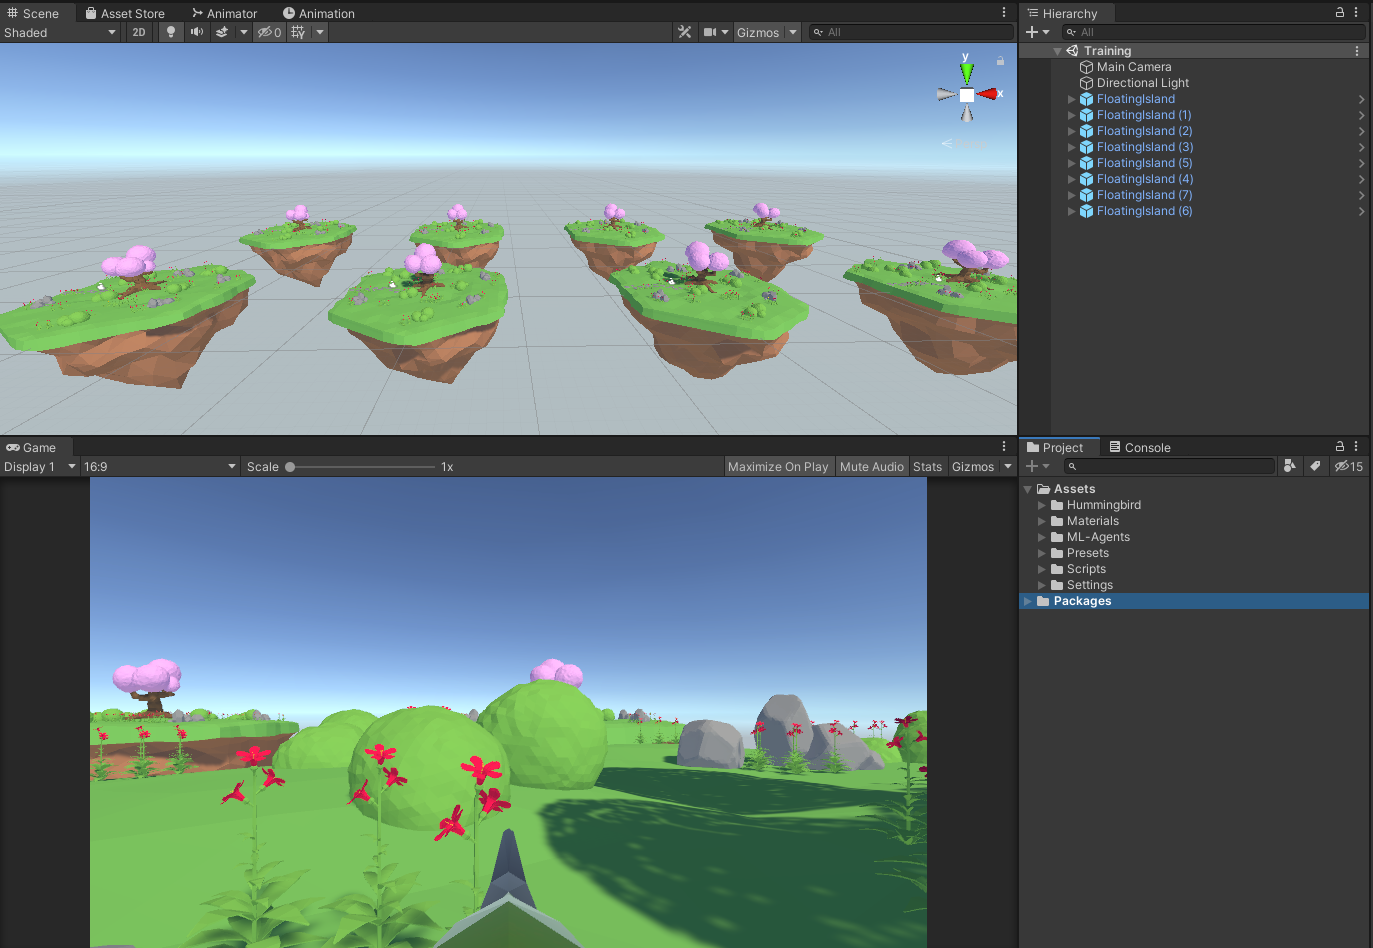 Scene Asset Store Animator Animation
Shaded 2D 0 Gizmos All
y
x
Hierarchy
All
Training
Main Camera
Directional Light
FloatingIsland
FloatingIsland (1)
FloatingIsland (2)
FloatingIsland (3)
FloatingIsland (5)
FloatingIsland (4)
FloatingIsland (7)
FloatingIsland (6)
Game
Display 1 16:9 Scale 1x Maximize On Play Mute Audio Stats Gizmos
Project Console
15
Assets
Hummingbird
Materials
ML-Agents
Presets
Scripts
Settings
Packages